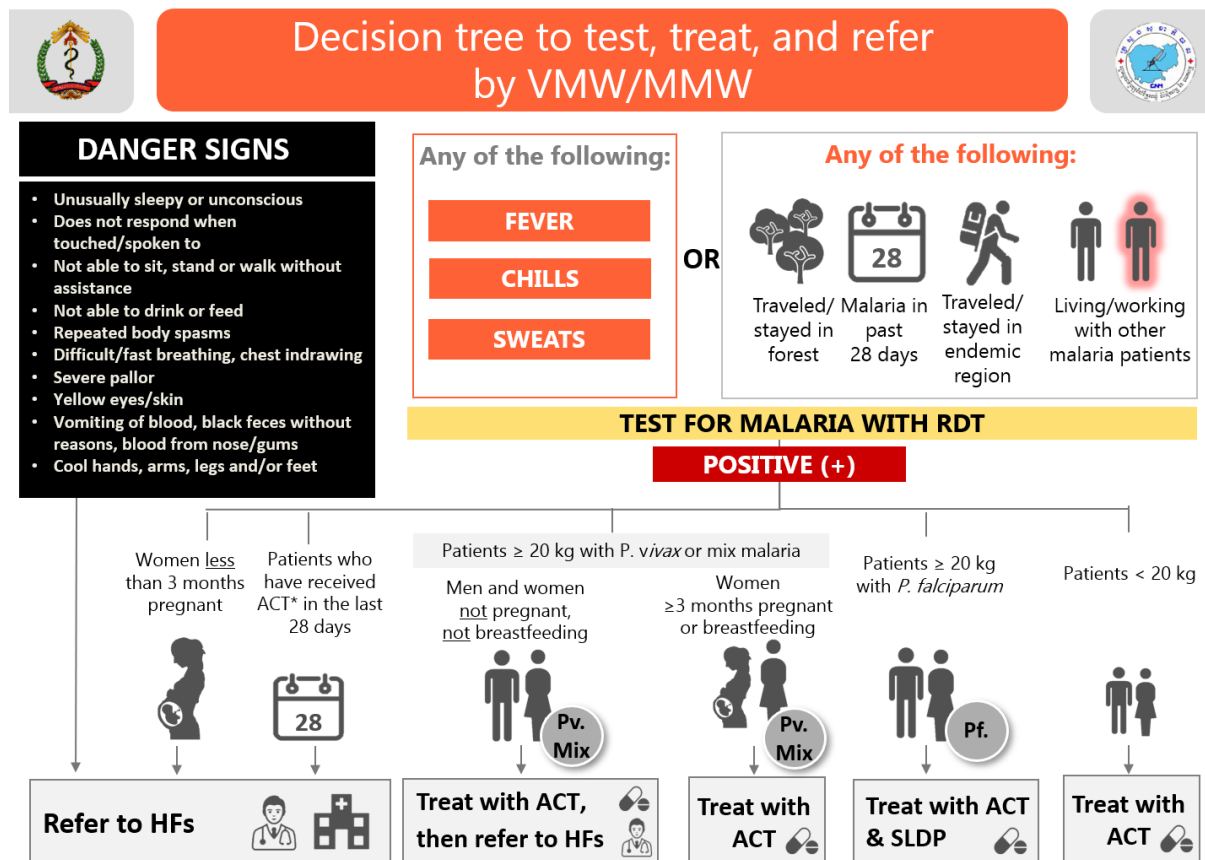 Decision tree to test, treat, and refer
by VMW/MMW
DANGER SIGNS
• Unusually sleepy or unconscious
• Does not respond when
touched/spoken to
• Not able to sit, stand or walk without
assistance
• Not able to drink or feed
• Repeated body spasms
• Difficult/fast breathing, chest indrawing
• Severe pallor
• Yellow eyes/skin
• Vomiting of blood, black feces without
reasons, blood from nose/gums
• Cool hands, arms, legs and/or feet
Any of the following:
FEVER
CHILLS
SWEATS
OR
Any of the following:
28
Traveled/
stayed in
forest
Malaria in
past
28 days
Traveled/
stayed in
endemic
region
Living/working
with other
malaria patients
TEST FOR MALARIA WITH RDT
POSITIVE (+)
Women less
than 3 months
pregnant
Patients who
have received
ACT* in the last
28 days
28
Patients ≥ 20 kg with P. vivax or mix malaria
Men and women
not pregnant,
not breastfeeding
Pv.
Mix
Women
≥3 months pregnant
or breastfeeding
Pv.
Mix
Patients ≥ 20 kg
with P. falciparum
Pf.
Patients < 20 kg
Refer to HFs
Treat with ACT,
then refer to HFs
Treat with
ACT
Treat with ACT
& SLDP
Treat with
ACT
CNM